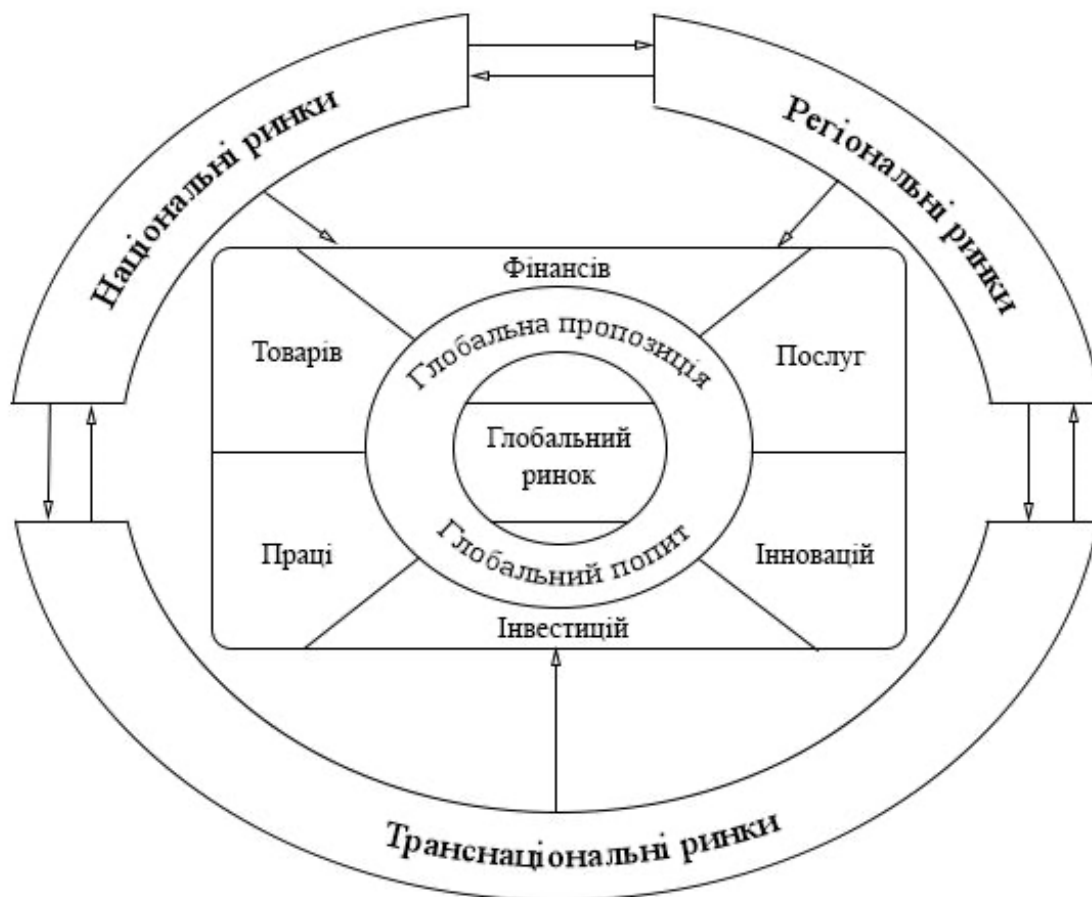 Національні ринки
Регіональні ринки
Фінансів
Товарів
Глобальна пропозиція
Послуг
Глобальний
ринок
Праці
Глобальний попит
Інновацій
Інвестицій
Транснаціональні ринки